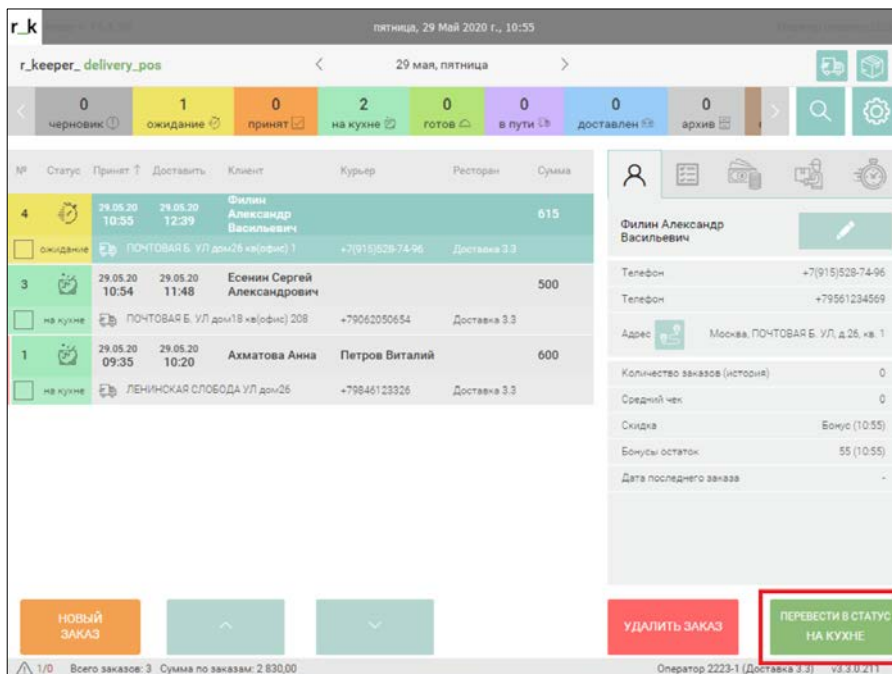 r_k
пятница, 29 Май 2020 г., 10:55
r_keeper_ delivery_pos
29 мая, пятница
0 1 0 2 0 0 0 0
черновик ожидание принят на кухне готов в пути доставлен архив
№ Статус Принят ↑ Доставить Клиент Курьер Ресторан Сумма
4 29.05.20 10:55 29.05.20 12:39 Филин Александр Васильевич 615
ожидание ПОЧТОВАЯ Б. УЛ дом26 кв(офис) 1 +7(915)528-74-96 Доставка 3.3
3 29.05.20 10:54 29.05.20 11:48 Есенин Сергей Александрович 500
на кухне ПОЧТОВАЯ Б. УЛ дом18 кв(офис) 208 +79062050654 Доставка 3.3
1 29.05.20 09:35 29.05.20 10:20 Ахматова Анна Петров Виталий 600
на кухне ЛЕНИНСКАЯ СЛОБОДА УЛ дом26 +79846123326 Доставка 3.3
Филин Александр
Васильевич
Телефон +7(915)528-74-96
Телефон +79561234569
Адрес Москва, ПОЧТОВАЯ Б. УЛ, д.26, кв. 1
Количество заказов (история) 0
Средний чек 0
Скидка Бонус (10:55)
Бонусы остаток 55 (10:55)
Дата последнего заказа -
НОВЫЙ
ЗАКАЗ
УДАЛИТЬ ЗАКАЗ
ПЕРЕВЕСТИ В СТАТУС
НА КУХНЕ
1/0 Всего заказов: 3 Сумма по заказам: 2 830,00 Оператор 2223-1 (Доставка 3.3) v3.3.0.211